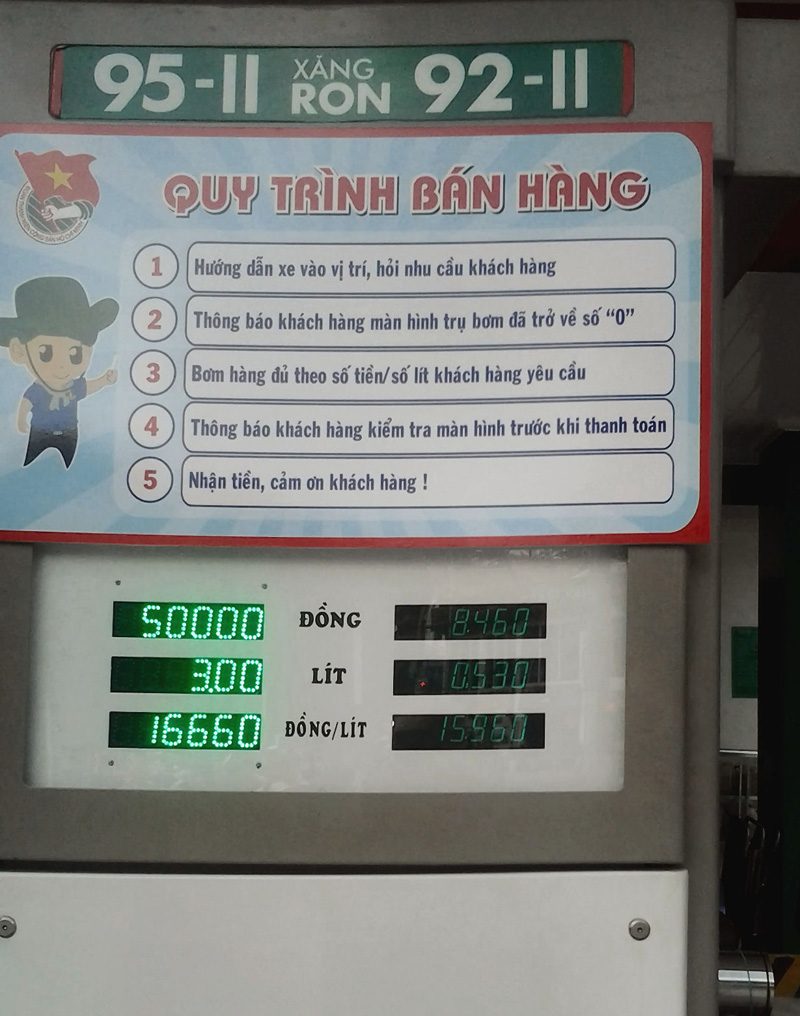 95-II XĂNG RON 92-II
QUY TRÌNH BÁN HÀNG
1 Hướng dẫn xe vào vị trí, hỏi nhu cầu khách hàng
2 Thông báo khách hàng màn hình trụ bơm đã trở về số “0”
3 Bơm hàng đủ theo số tiền/số lít khách hàng yêu cầu
4 Thông báo khách hàng kiểm tra màn hình trước khi thanh toán
5 Nhận tiền, cảm ơn khách hàng !
50000 ĐỒNG 8.460
3.00 LÍT 0.530
16660 ĐỒNG/LÍT 15.960